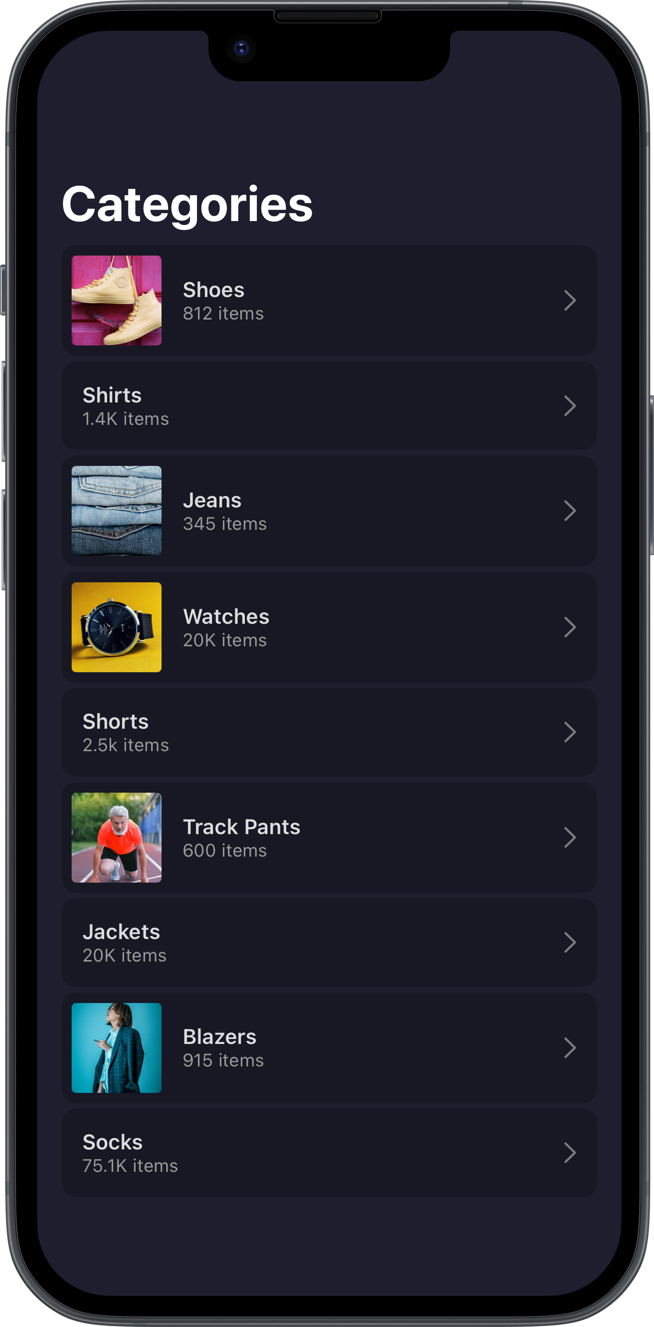 Categories
Shoes
812 items
Shirts
1.4K items
Jeans
345 items
Watches
20K items
Shorts
2.5k items
Track Pants
600 items
Jackets
20K items
Blazers
915 items
Socks
75.1K items